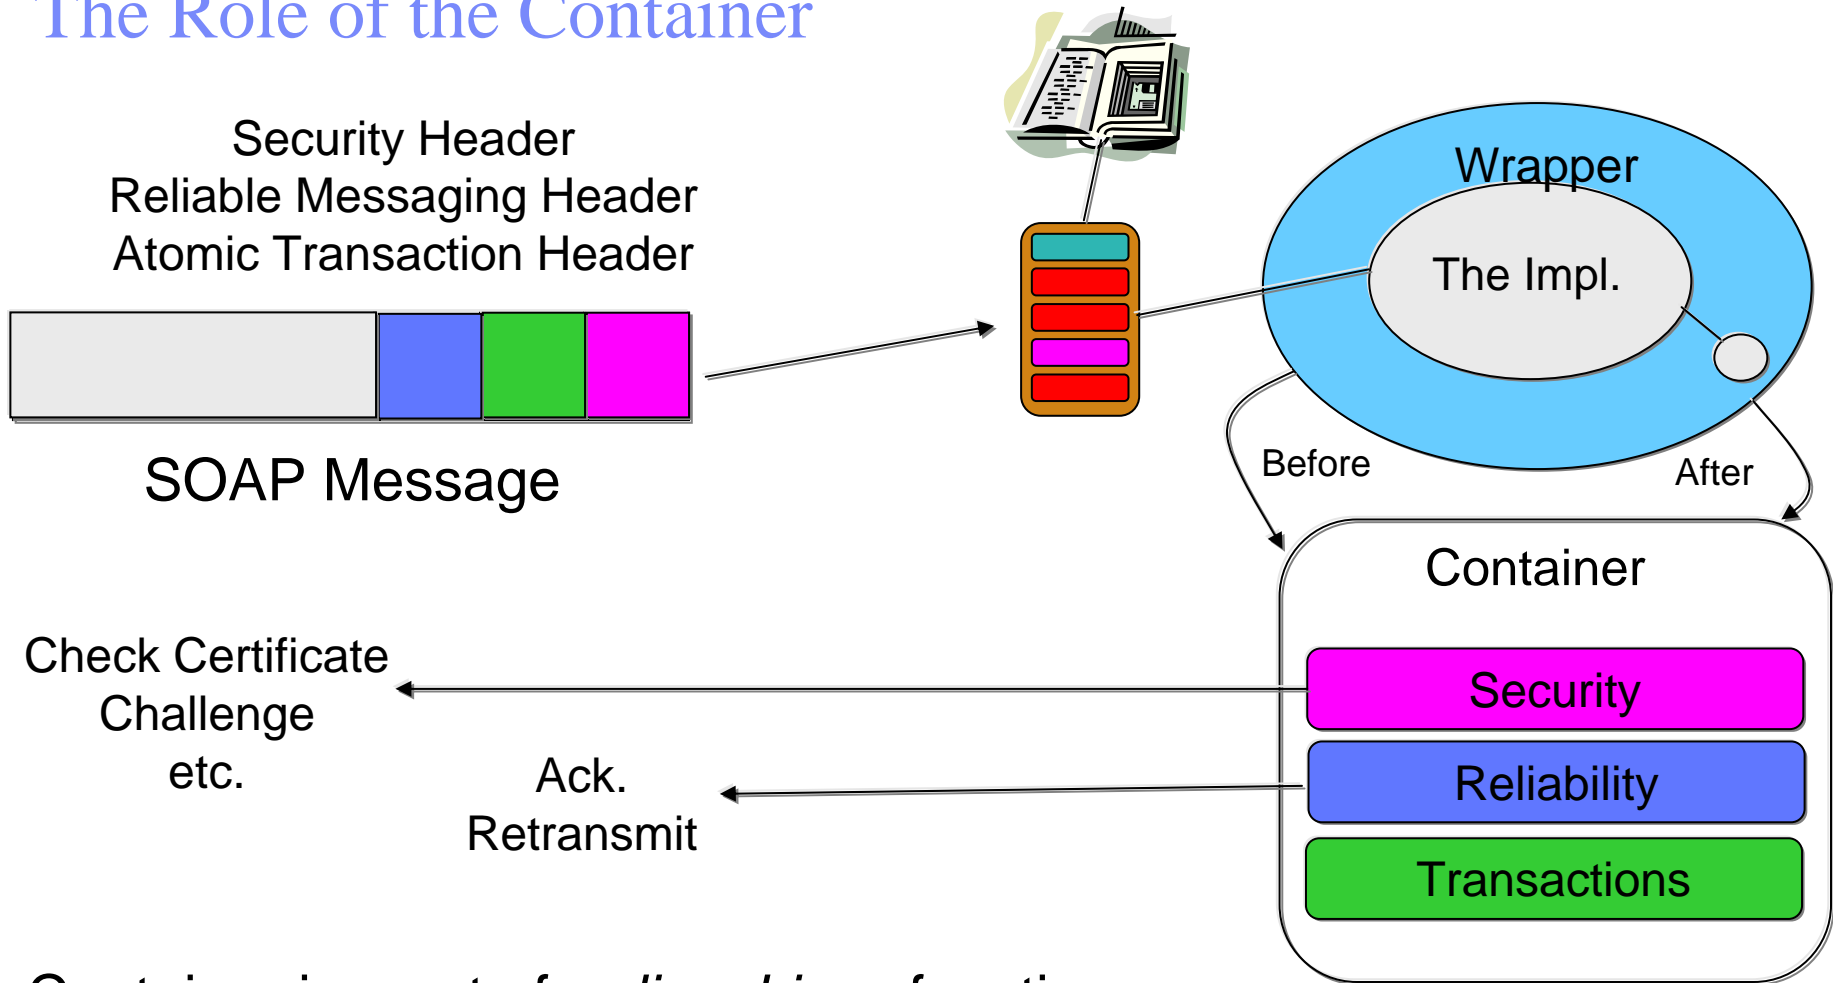 The Role of the Container
Security Header
Reliable Messaging Header
Atomic Transaction Header
SOAP Message
Wrapper
The Impl.
Before
After
Container
Security
Reliability
Transactions
Check Certificate
Challenge
etc.
Ack.
Retransmit